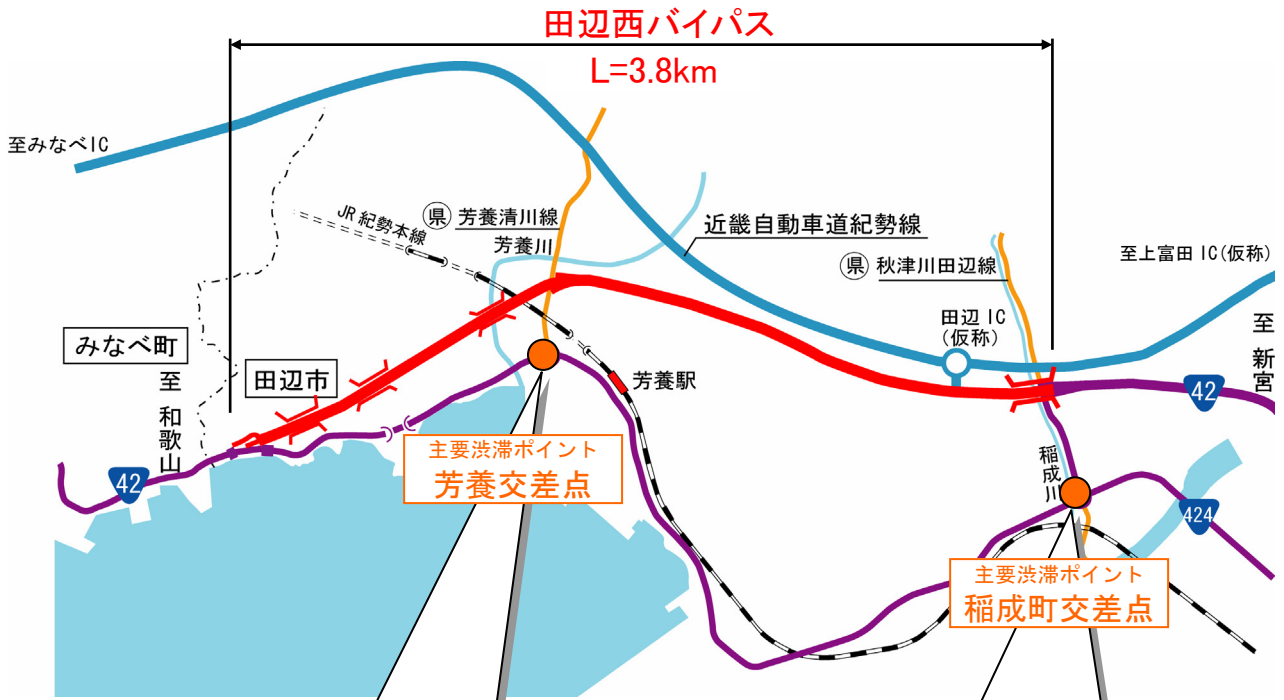 田辺西バイパス
L=3.8km
至みなべIC
JR 紀勢本線
県 芳養清川線
芳養川
近畿自動車道紀勢線
県 秋津川田辺線
至上富田 IC(仮称)
田辺 IC
(仮称)
至 新宮
みなべ町
至 和歌山
田辺市
芳養駅
42
42
主要渋滞ポイント
芳養交差点
稲成川
424
主要渋滞ポイント
稲成町交差点